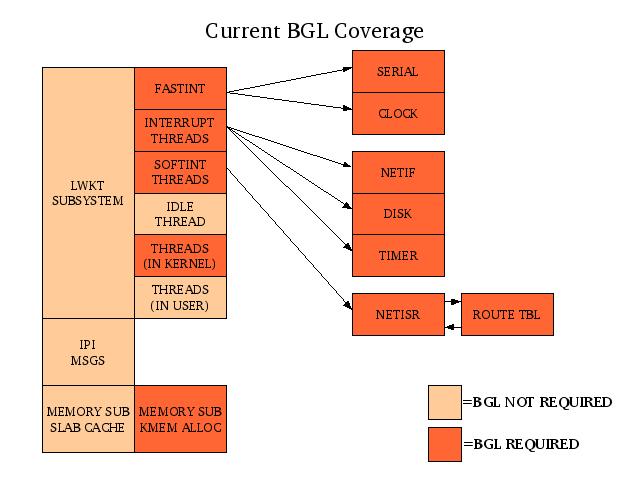 Current BGL Coverage
LWKT
SUBSYSTEM
FASTINT
INTERRUPT
THREADS
SOFTINT
THREADS
IDLE
THREAD
THREADS
(IN KERNEL)
THREADS
(IN USER)
IPI
MSGS
MEMORY SUB
SLAB CACHE
MEMORY SUB
KMEM ALLOC
SERIAL
CLOCK
NETIF
DISK
TIMER
NETISR
ROUTE TBL
=BGL NOT REQUIRED
=BGL REQUIRED